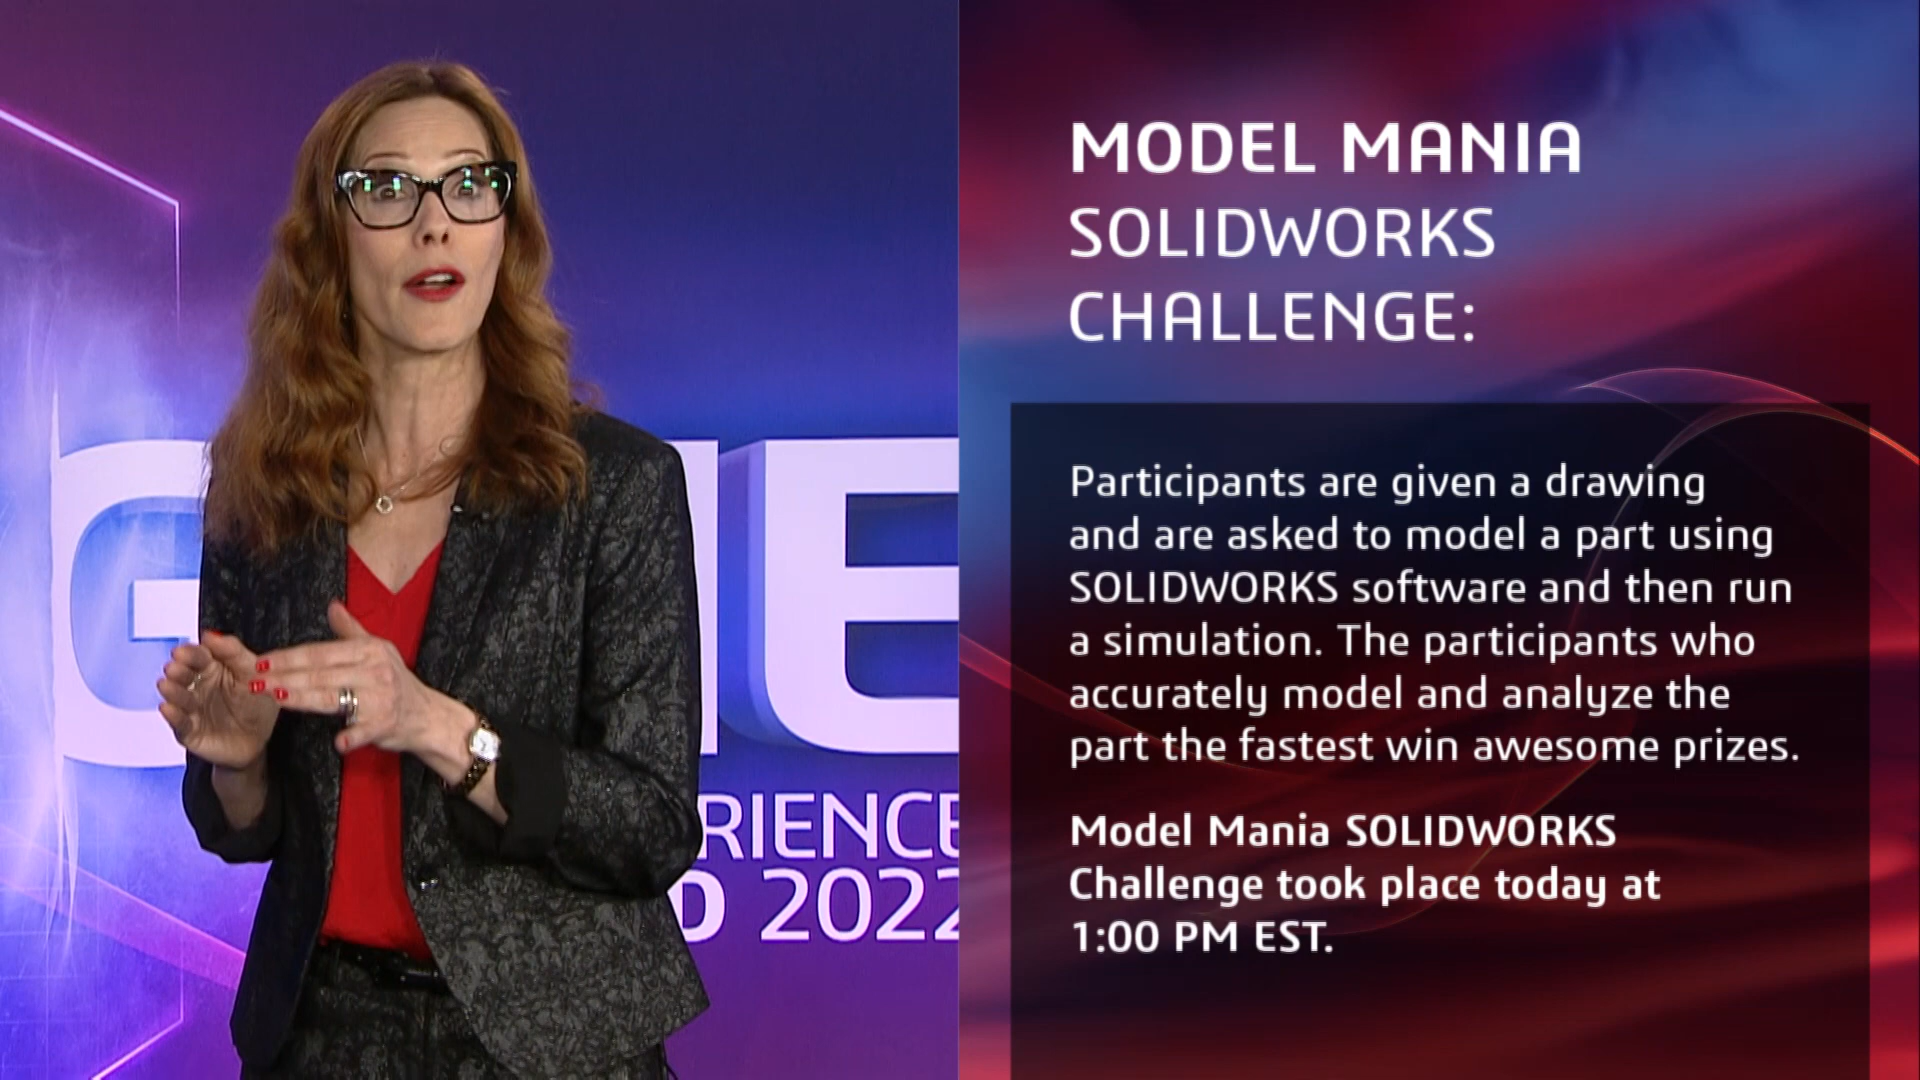 G
E
RIENCE
D 2022
MODEL MANIA
SOLIDWORKS
CHALLENGE:
Participants are given a drawing
and are asked to model a part using
SOLIDWORKS software and then run
a simulation. The participants who
accurately model and analyze the
part the fastest win awesome prizes.
Model Mania SOLIDWORKS
Challenge took place today at
1:00 PM EST.